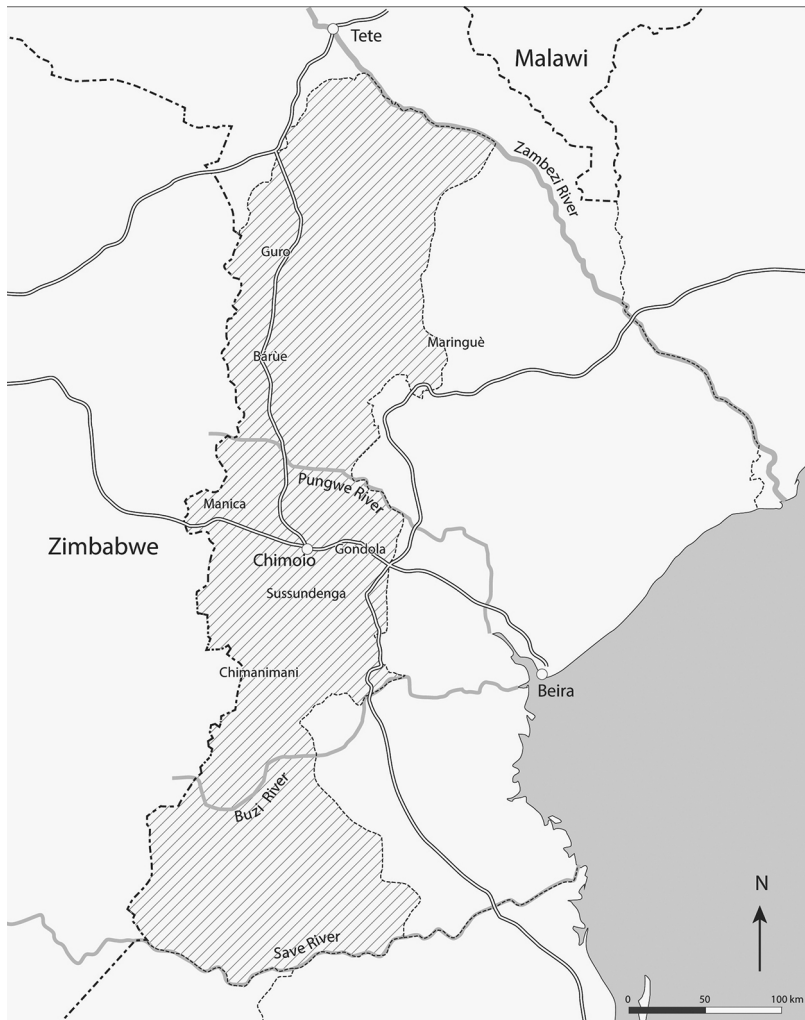 Tete
Malawi
Zambezi River
Guro
Maringuè
Barùe
Pungwe River
Manica
Zimbabwe
Gondola
Chimoio
Sussundenga
Chimanimani
Beira
Buzi River
N
Save River
0 50 100 km